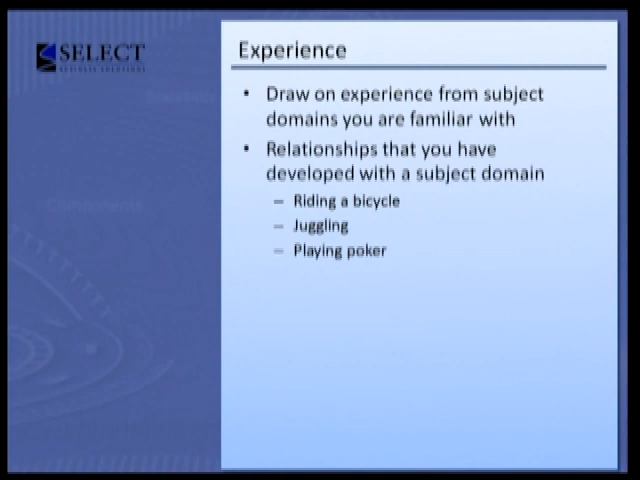 SELECT
BUSINESS SOLUTIONS
Experience
• Draw on experience from subject
domains you are familiar with
• Relationships that you have
developed with a subject domain
– Riding a bicycle
– Juggling
– Playing poker